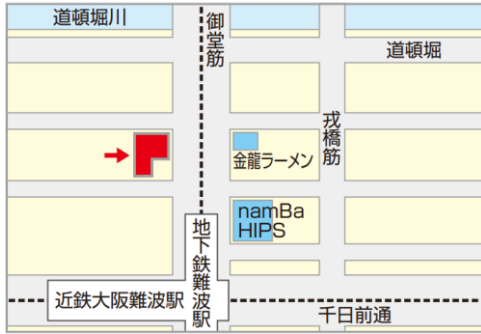 道頓堀川
御堂筋
道頓堀
戎橋筋
金龍ラーメン
namBa
HIPS
地下鉄難波駅
近鉄大阪難波駅
千日前通